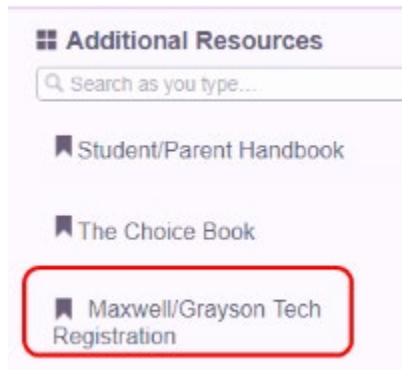 Additional Resources
Search as you type...
Student/Parent Handbook
The Choice Book
Maxwell/Grayson Tech
Registration